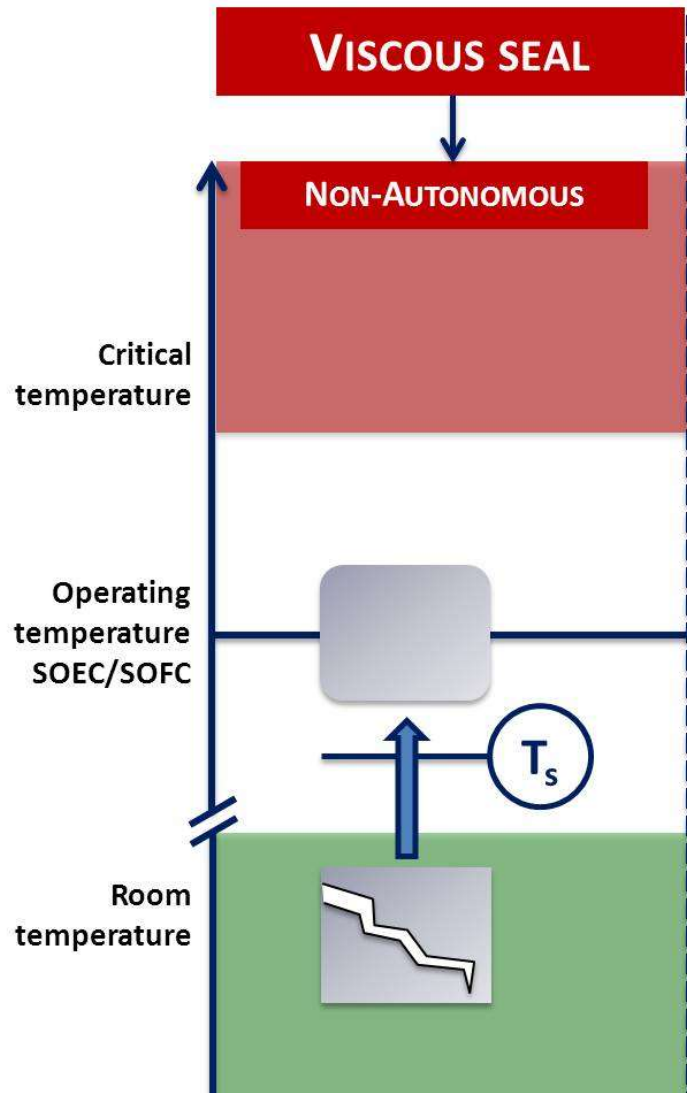 VISCOUS SEAL
NON-AUTONOMOUS
Critical
temperature
Operating
temperature
SOEC/SOFC
Ts
Room
temperature